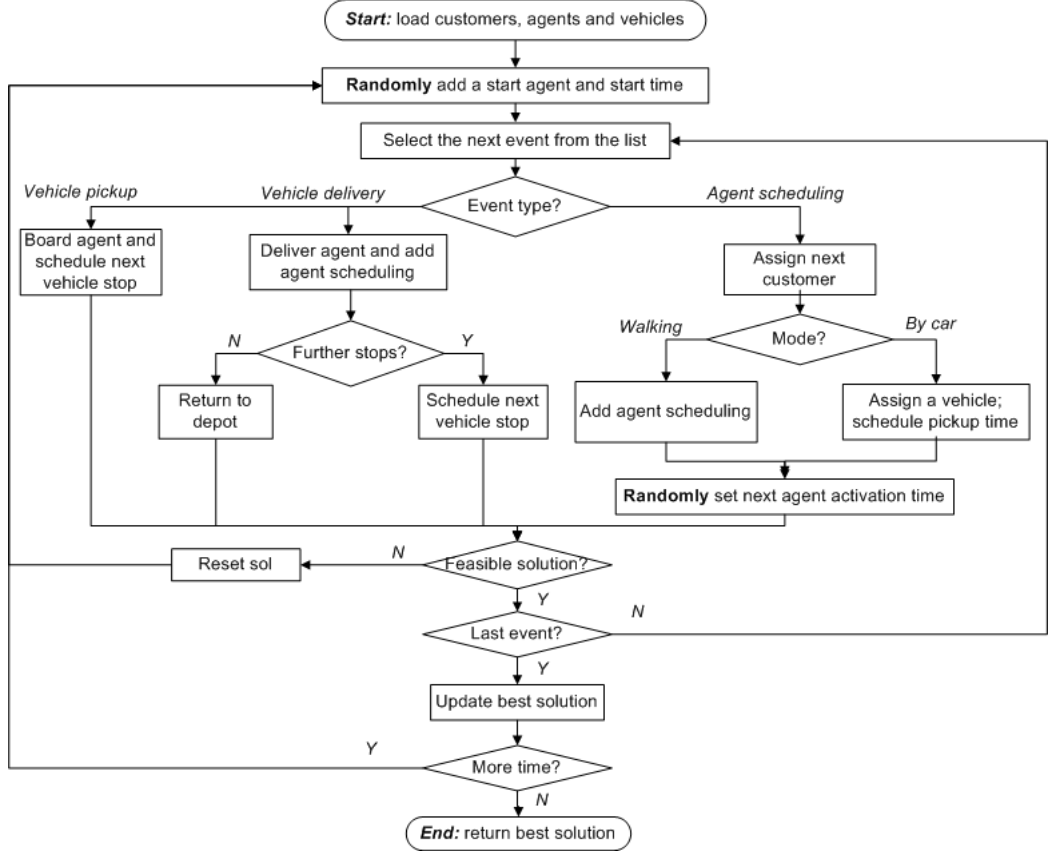 Start: load customers, agents and vehicles
Randomly add a start agent and start time
Select the next event from the list
Vehicle pickup
Vehicle delivery
Event type?
Agent scheduling
Board agent and
schedule next
vehicle stop
Deliver agent and add
agent scheduling
Assign next
customer
Walking
Mode?
By car
N
Further stops?
Y
Return to
depot
Schedule next
vehicle stop
Add agent scheduling
Assign a vehicle;
schedule pickup time
Randomly set next agent activation time
Reset sol
N
Feasible solution?
Y
N
Last event?
Y
Update best solution
Y
More time?
N
End: return best solution